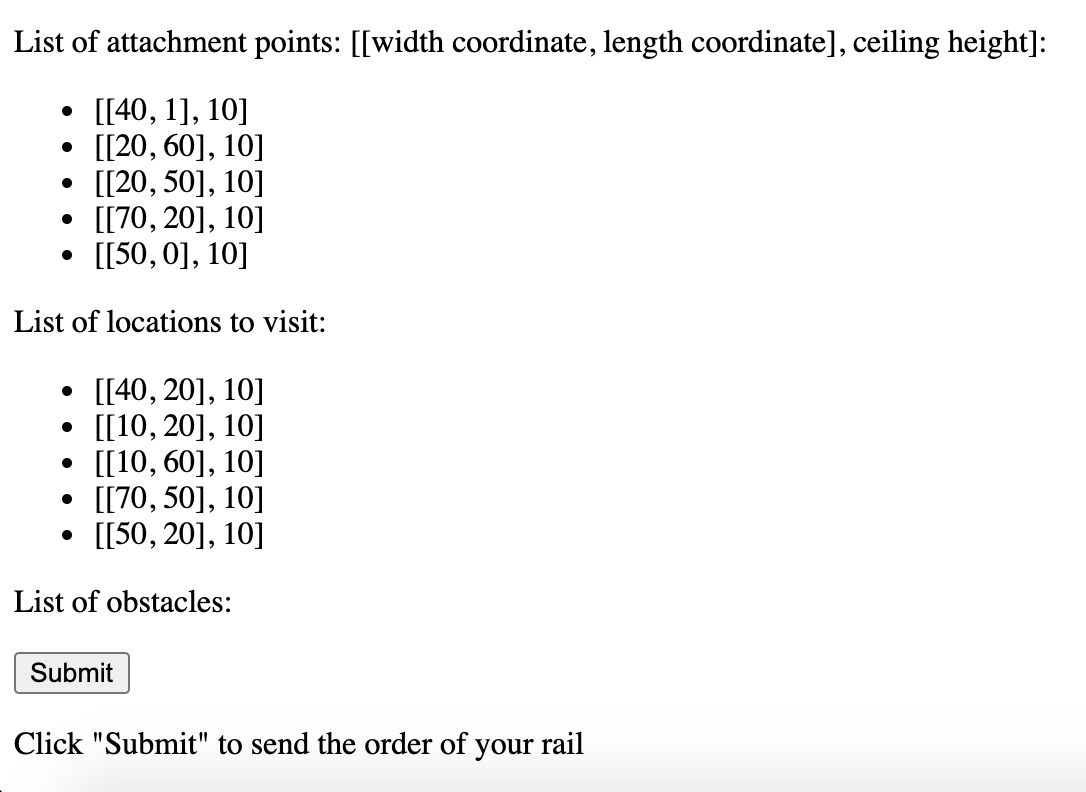 List of attachment points: [[width coordinate, length coordinate], ceiling height]:
• [[40, 1], 10]
• [[20, 60], 10]
• [[20, 50], 10]
• [[70, 20], 10]
• [[50, 0], 10]
List of locations to visit:
• [[40, 20], 10]
• [[10, 20], 10]
• [[10, 60], 10]
• [[70, 50], 10]
• [[50, 20], 10]
List of obstacles:
Submit
Click "Submit" to send the order of your rail